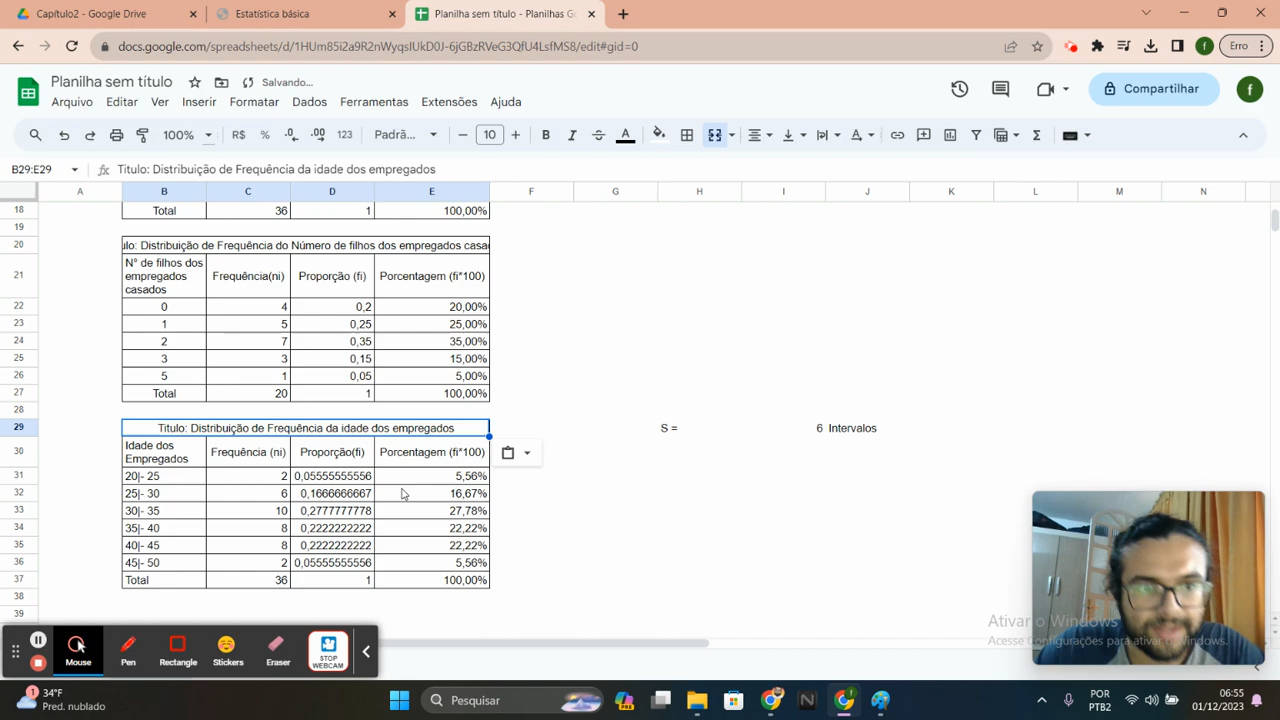 Capítulo2 - Google Drive
Estatística básica
Planilha sem título - Planilhas Go
docs.google.com/spreadsheets/d/1HUm85i2a9R2nWyqsIUkD0J-6jGBzRVeG3QfU4LsfMS8/edit#gid=0
Erro
Planilha sem título
Salvando...
Arquivo Editar Ver Inserir Formatar Dados Ferramentas Extensões Ajuda
Compartilhar
f
100% R$ % .0 .00 123 Padrã... 10 B I S A
B29:E29 fx Titulo: Distribuição de Frequência da idade dos empregados
A B C D E F G H I J K L M N
18 Total 36 1 100,00%
19
20 ulo: Distribuição de Frequência do Número de filhos dos empregados casa
21 N° de filhos dos empregados casados Frequência(ni) Proporção (fi) Porcentagem (fi*100)
22 0 4 0,2 20,00%
23 1 5 0,25 25,00%
24 2 7 0,35 35,00%
25 3 3 0,15 15,00%
26 5 1 0,05 5,00%
27 Total 20 1 100,00%
28
29 Titulo: Distribuição de Frequência da idade dos empregados S = 6 Intervalos
30 Idade dos Empregados Frequência (ni) Proporção(fi) Porcentagem (fi*100)
31 20|- 25 2 0,05555555556 5,56%
32 25|- 30 6 0,1666666667 16,67%
33 30|- 35 10 0,2777777778 27,78%
34 35|- 40 8 0,2222222222 22,22%
35 40|- 45 8 0,2222222222 22,22%
36 45|- 50 2 0,05555555556 5,56%
37 Total 36 1 100,00%
38
39
Ativar o Windows
Acesse Configurações para ativar o Windows.
Mouse Pen Rectangle Stickers Eraser STOP WEBCAM
34°F
Pred. nublado
Pesquisar
POR
PTB2
06:55
01/12/2023